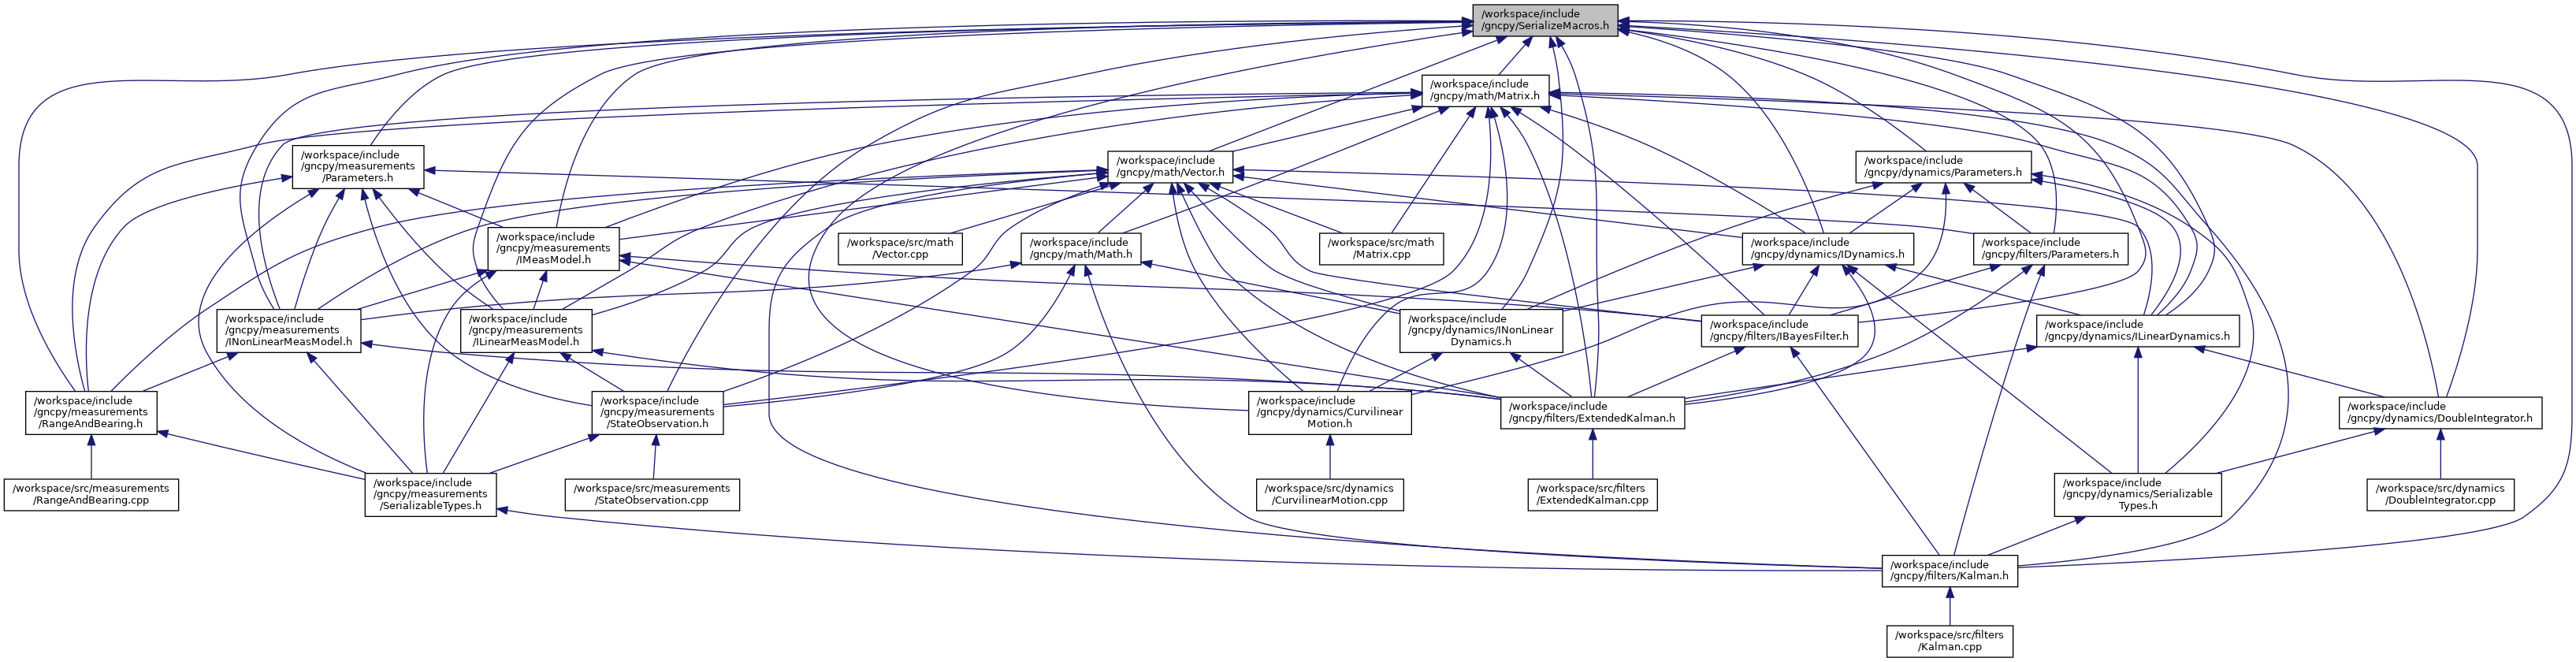 /workspace/include
/gncpy/SerializeMacros.h
/workspace/include
/gncpy/math/Matrix.h
/workspace/include
/gncpy/measurements
/Parameters.h
/workspace/include
/gncpy/math/Vector.h
/workspace/include
/gncpy/dynamics/Parameters.h
/workspace/include
/gncpy/measurements
/IMeasModel.h
/workspace/src/math
/Vector.cpp
/workspace/include
/gncpy/math/Math.h
/workspace/src/math
/Matrix.cpp
/workspace/include
/gncpy/dynamics/IDynamics.h
/workspace/include
/gncpy/filters/Parameters.h
/workspace/include
/gncpy/measurements
/INonLinearMeasModel.h
/workspace/include
/gncpy/measurements
/ILinearMeasModel.h
/workspace/include
/gncpy/dynamics/INonLinear
Dynamics.h
/workspace/include
/gncpy/filters/IBayesFilter.h
/workspace/include
/gncpy/dynamics/ILinearDynamics.h
/workspace/include
/gncpy/measurements
/RangeAndBearing.h
/workspace/include
/gncpy/measurements
/StateObservation.h
/workspace/include
/gncpy/dynamics/Curvilinear
Motion.h
/workspace/include
/gncpy/filters/ExtendedKalman.h
/workspace/include
/gncpy/dynamics/DoubleIntegrator.h
/workspace/src/measurements
/RangeAndBearing.cpp
/workspace/include
/gncpy/measurements
/SerializableTypes.h
/workspace/src/measurements
/StateObservation.cpp
/workspace/src/dynamics
/CurvilinearMotion.cpp
/workspace/src/filters
/ExtendedKalman.cpp
/workspace/include
/gncpy/dynamics/Serializable
Types.h
/workspace/src/dynamics
/DoubleIntegrator.cpp
/workspace/include
/gncpy/filters/Kalman.h
/workspace/src/filters
/Kalman.cpp